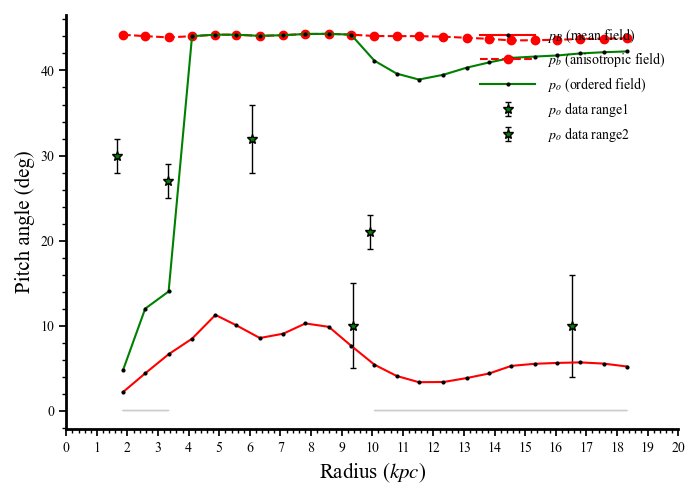 p_B (mean field)
p_b (anisotropic field)
p_o (ordered field)
p_o data range1
p_o data range2
Pitch angle (deg)
40
30
20
10
0
0 1 2 3 4 5 6 7 8 9 10 11 12 13 14 15 16 17 18 19 20
Radius (kpc)